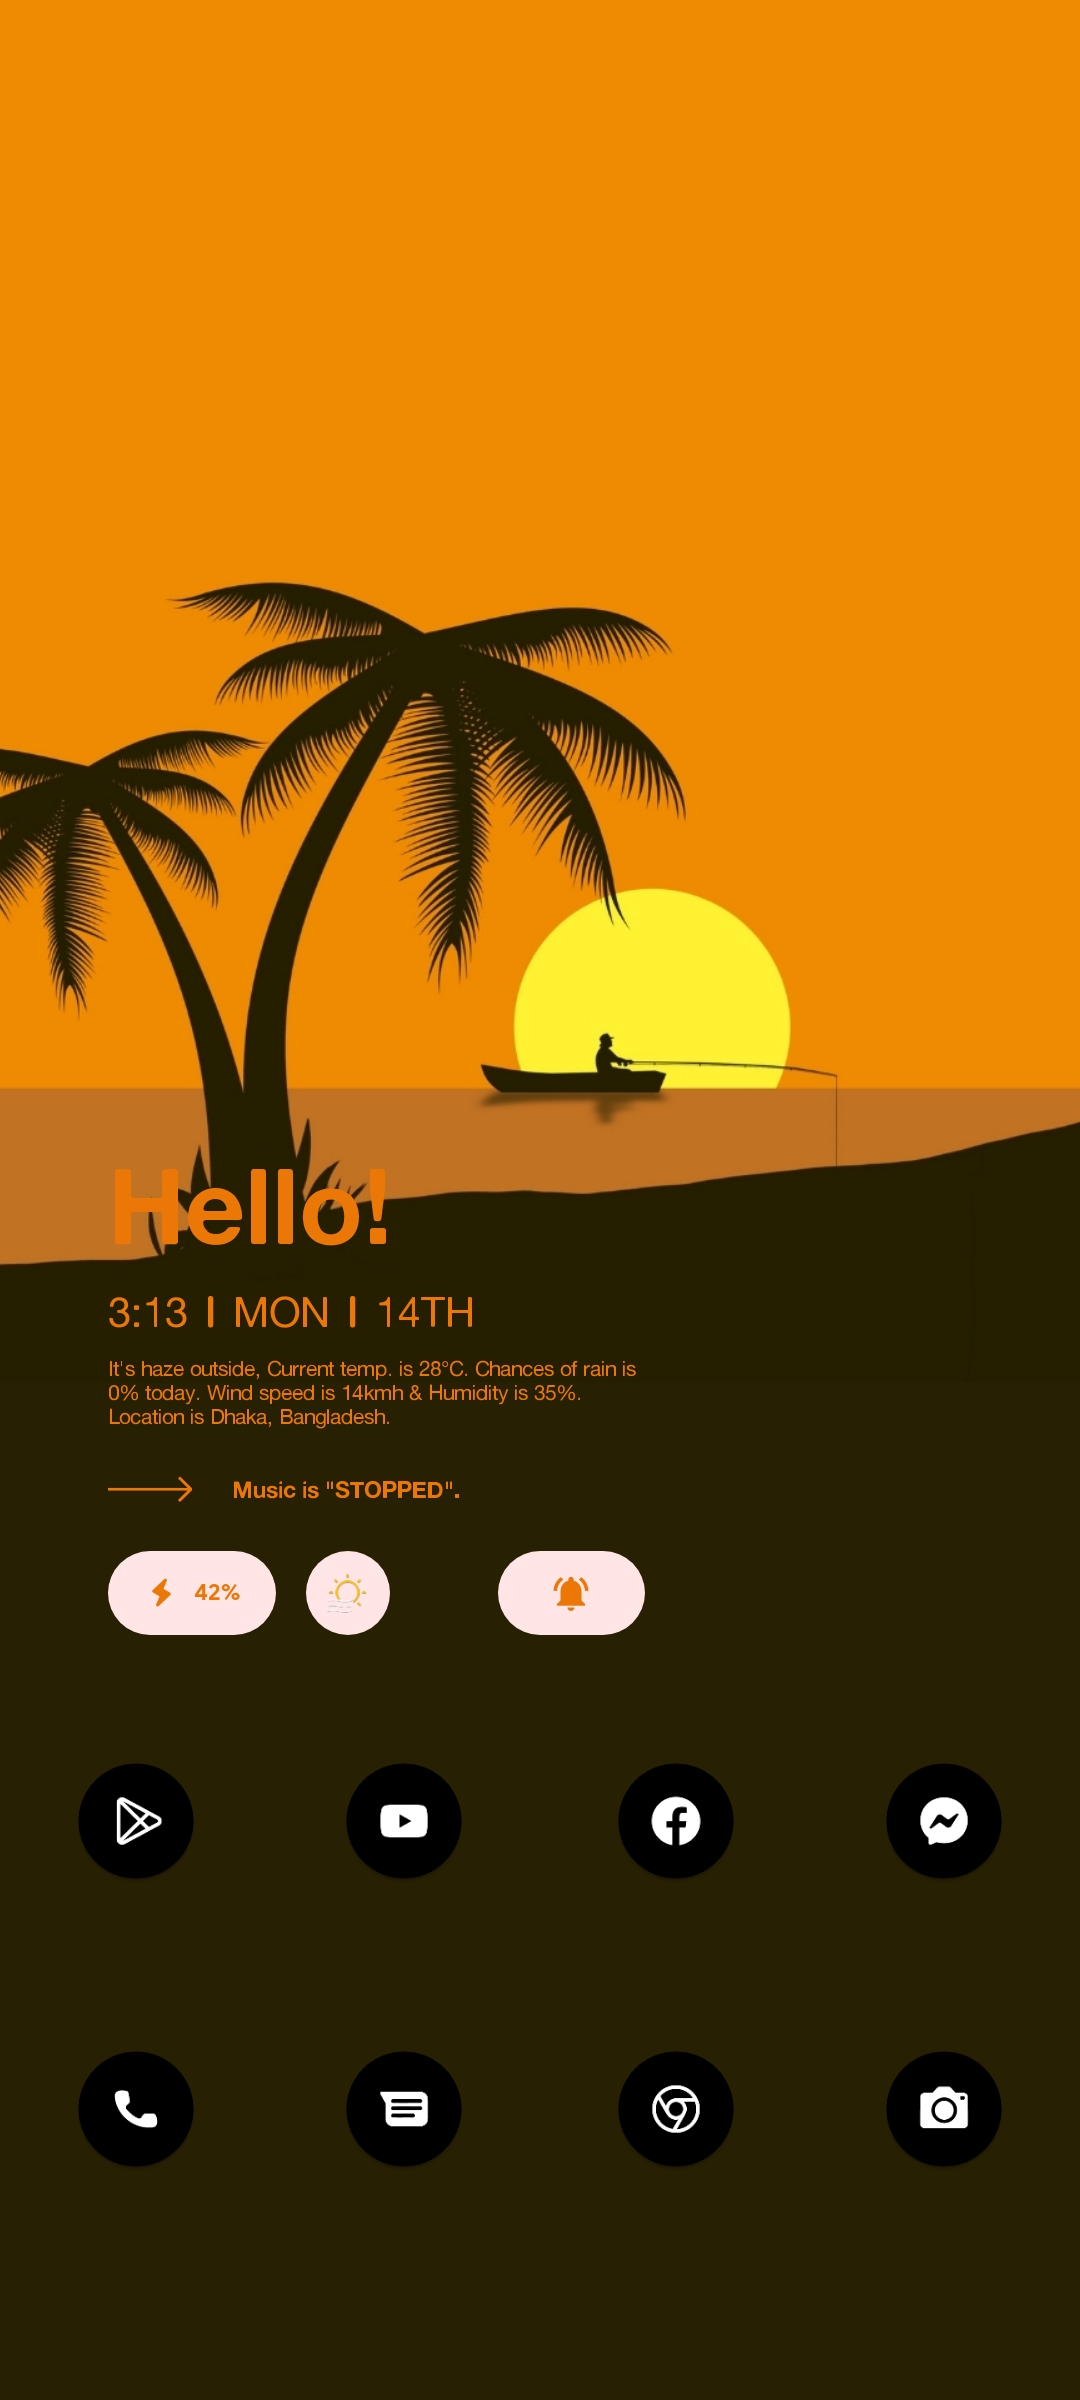 Hello!
3:13 | MON | 14TH
It's haze outside, Current temp. is 28°C. Chances of rain is
0% today. Wind speed is 14kmh & Humidity is 35%.
Location is Dhaka, Bangladesh.
Music is "STOPPED".
42%